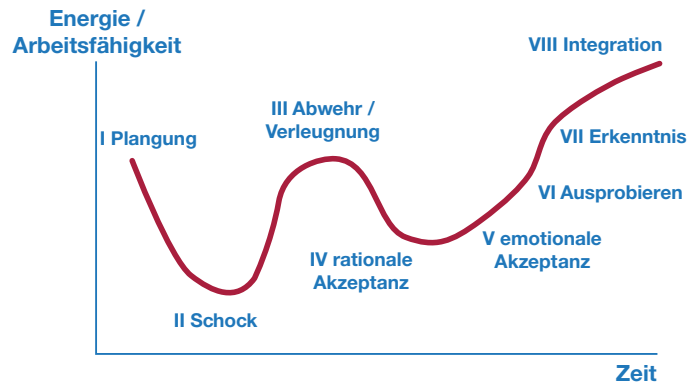 Energie /
Arbeitsfähigkeit
VIII Integration
III Abwehr /
Verleugnung
I Plangung
VII Erkenntnis
VI Ausprobieren
V emotionale
Akzeptanz
IV rationale
Akzeptanz
II Schock
Zeit